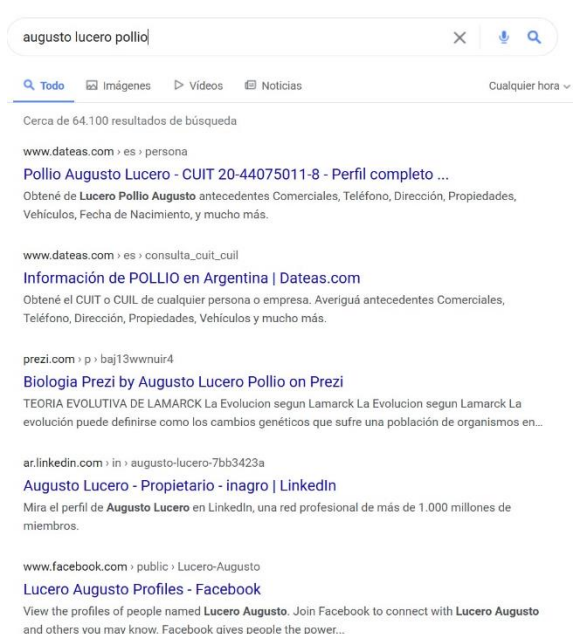 augusto lucero pollio
Todo Imágenes Vídeos Noticias Cualquier hora
Cerca de 64.100 resultados de búsqueda
www.dateas.com › es › persona
Pollio Augusto Lucero - CUIT 20-44075011-8 - Perfil completo ...
Obtené de Lucero Pollio Augusto antecedentes Comerciales, Teléfono, Dirección, Propiedades,
Vehículos, Fecha de Nacimiento, y mucho más.
www.dateas.com › es › consulta_cuit_cuil
Información de POLLIO en Argentina | Dateas.com
Obtené el CUIT o CUIL de cualquier persona o empresa. Averiguá antecedentes Comerciales,
Teléfono, Dirección, Propiedades, Vehículos y mucho más.
prezi.com › p › baj13wwnuir4
Biologia Prezi by Augusto Lucero Pollio on Prezi
TEORIA EVOLUTIVA DE LAMARCK La Evolucion segun Lamarck La Evolucion segun Lamarck La
evolución puede definirse como los cambios genéticos que sufre una población de organismos en...
ar.linkedin.com › in › augusto-lucero-7bb3423a
Augusto Lucero - Propietario - inagro | LinkedIn
Mira el perfil de Augusto Lucero en LinkedIn, una red profesional de más de 1.000 millones de
miembros.
www.facebook.com › public › Lucero-Augusto
Lucero Augusto Profiles - Facebook
View the profiles of people named Lucero Augusto. Join Facebook to connect with Lucero Augusto
and others you may know. Facebook gives people the power...